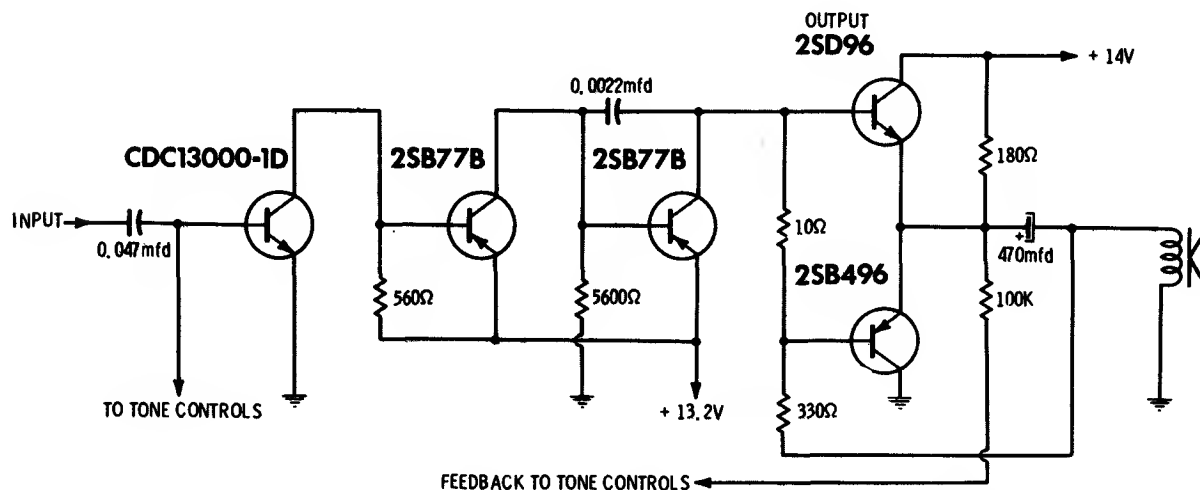 OUTPUT
2SD96
+ 14V
0.0022mfd
CDC13000-1D
2SB77B
2SB77B
180Ω
INPUT
0.047mfd
10Ω
470mfd
+
2SB496
560Ω
5600Ω
100K
TO TONE CONTROLS
+ 13.2V
330Ω
FEEDBACK TO TONE CONTROLS